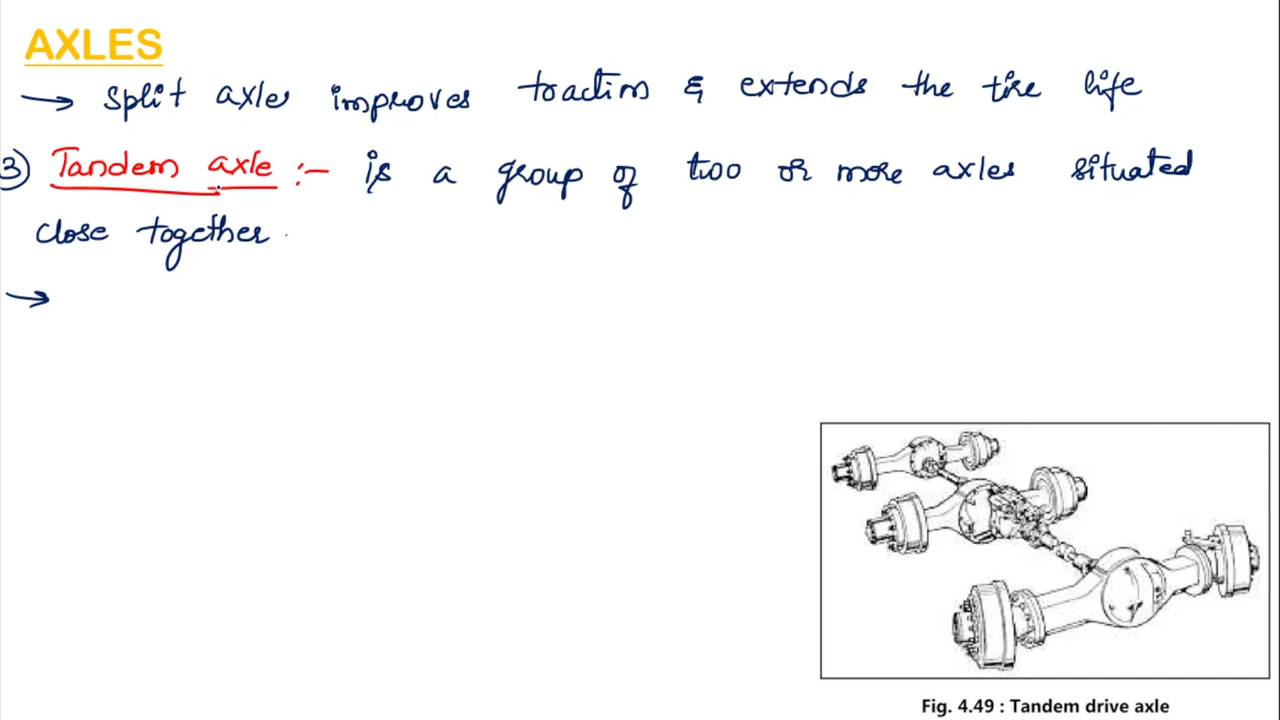 AXLES
→ Split axles improves traction & extends the tire life
3) Tandem axle :- is a group of two or more axles situated
close together .
→
Fig. 4.49 : Tandem drive axle